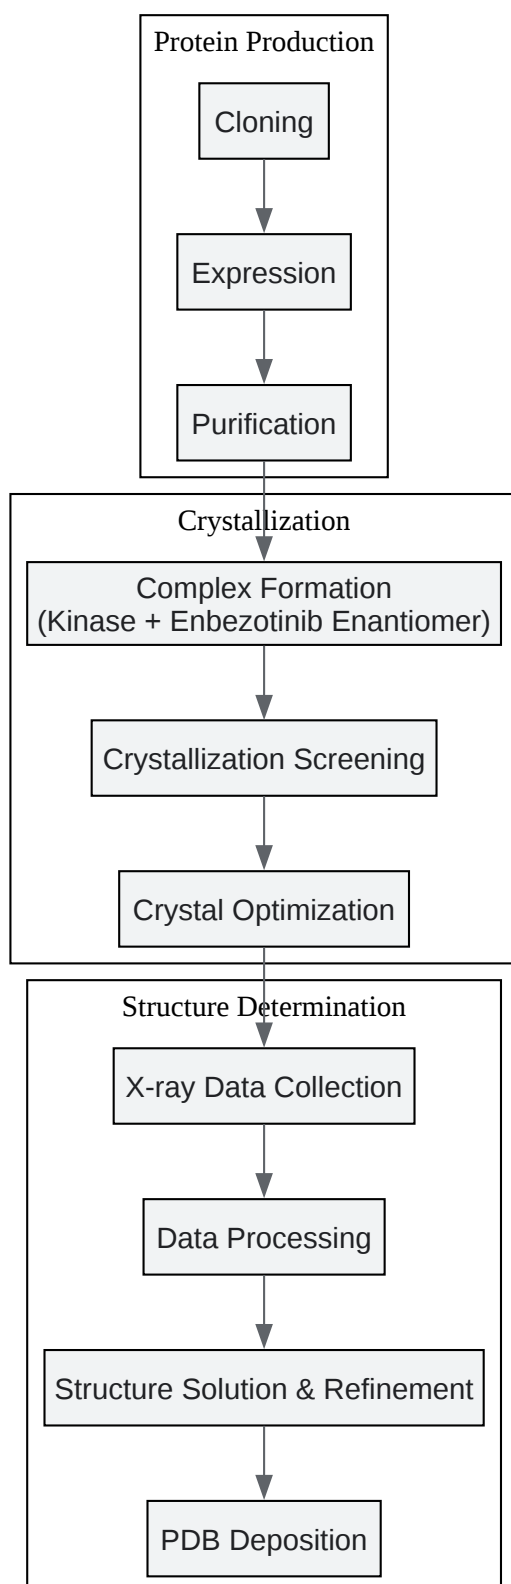 Protein Production
Cloning
Expression
Purification
Crystallization
Complex Formation
(Kinase + Enbezotinib Enantiomer)
Crystallization Screening
Crystal Optimization
Structure Determination
X-ray Data Collection
Data Processing
Structure Solution & Refinement
PDB Deposition